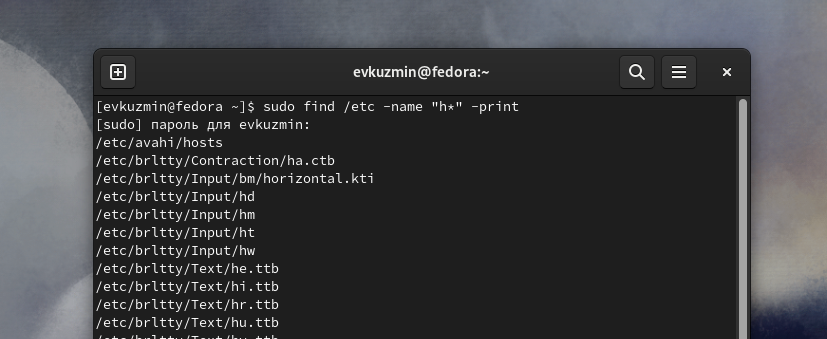 evkuzmin@fedora:~
[evkuzmin@fedora ~]$ sudo find /etc -name "h*" -print
[sudo] пароль для evkuzmin:
/etc/avahi/hosts
/etc/brltty/Contraction/ha.ctb
/etc/brltty/Input/bm/horizontal.kti
/etc/brltty/Input/hd
/etc/brltty/Input/hm
/etc/brltty/Input/ht
/etc/brltty/Input/hw
/etc/brltty/Text/he.ttb
/etc/brltty/Text/hi.ttb
/etc/brltty/Text/hr.ttb
/etc/brltty/Text/hu.ttb